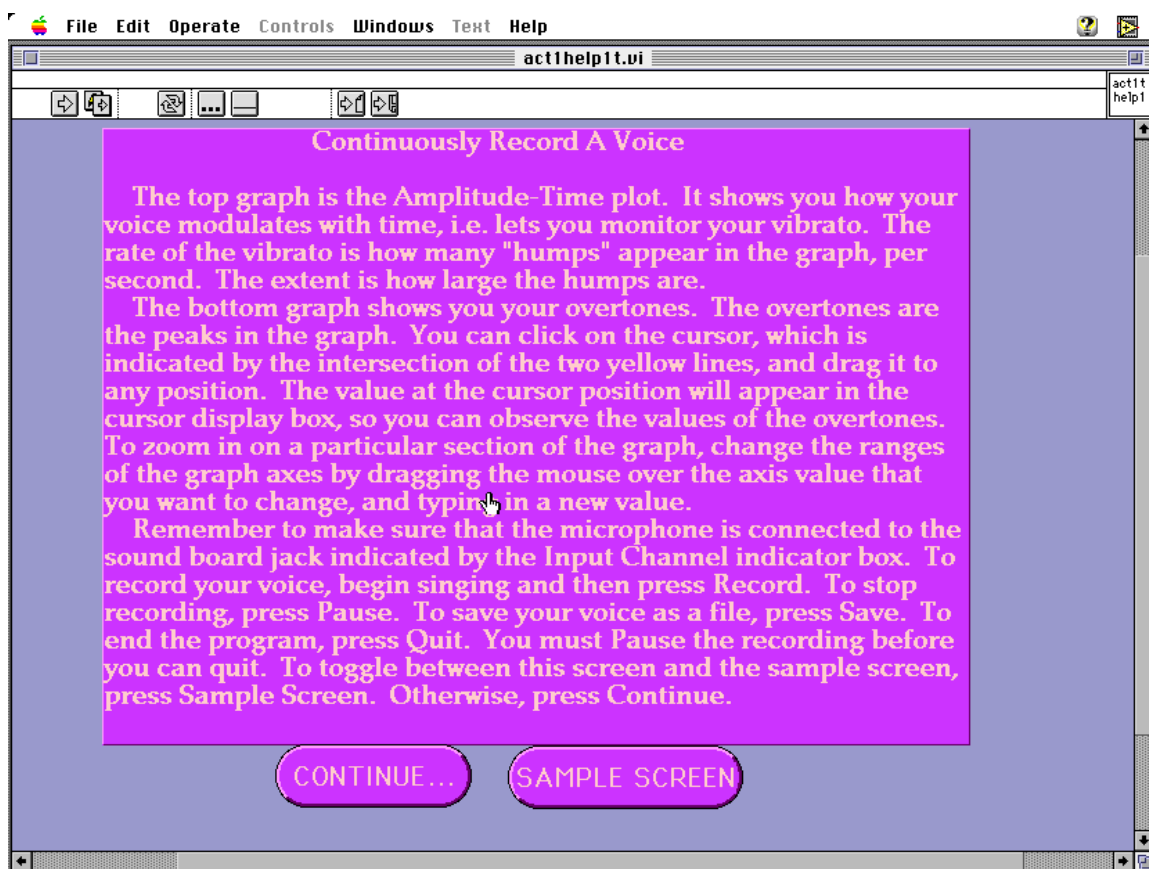 File Edit Operate Controls Windows Text Help
act1help1t.vi
act1t
help1
Continuously Record A Voice
The top graph is the Amplitude-Time plot. It shows you how your
voice modulates with time, i.e. lets you monitor your vibrato. The
rate of the vibrato is how many "humps" appear in the graph, per
second. The extent is how large the humps are.
The bottom graph shows you your overtones. The overtones are
the peaks in the graph. You can click on the cursor, which is
indicated by the intersection of the two yellow lines, and drag it to
any position. The value at the cursor position will appear in the
cursor display box, so you can observe the values of the overtones.
To zoom in on a particular section of the graph, change the ranges
of the graph axes by dragging the mouse over the axis value that
you want to change, and typing in a new value.
Remember to make sure that the microphone is connected to the
sound board jack indicated by the Input Channel indicator box. To
record your voice, begin singing and then press Record. To stop
recording, press Pause. To save your voice as a file, press Save. To
end the program, press Quit. You must Pause the recording before
you can quit. To toggle between this screen and the sample screen,
press Sample Screen. Otherwise, press Continue.
CONTINUE... SAMPLE SCREEN